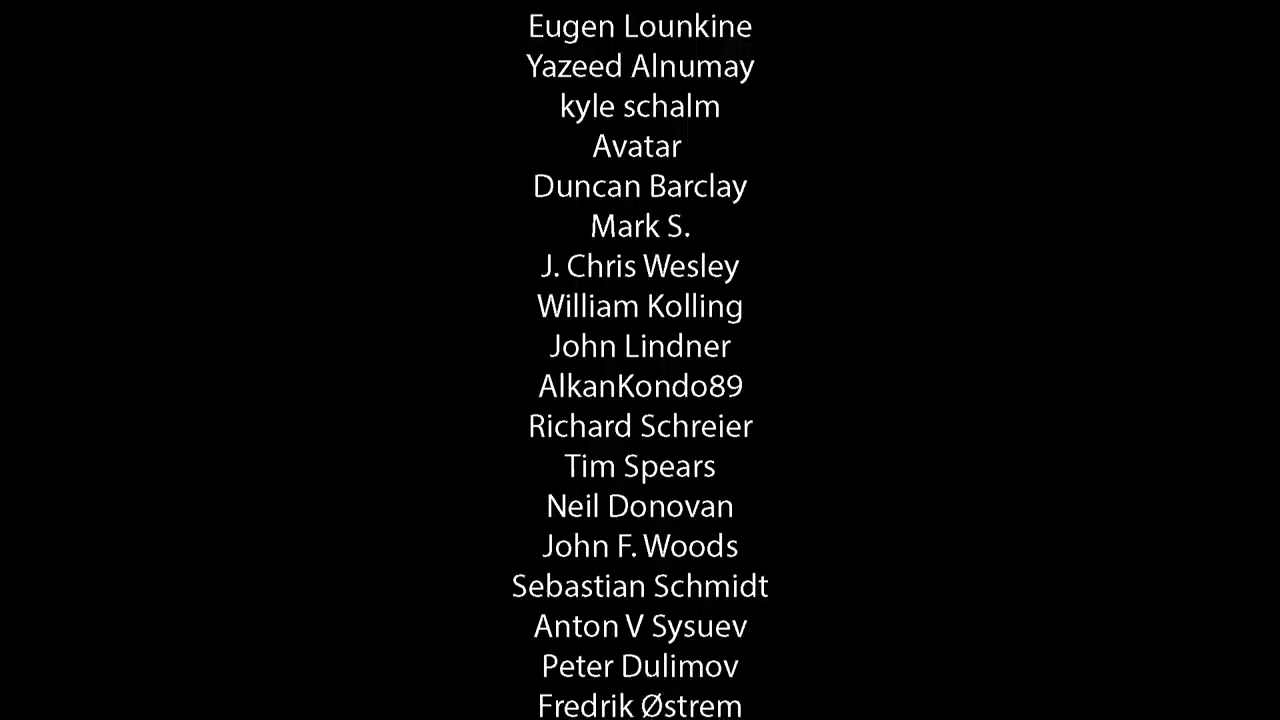 Eugen Lounkine
Yazeed Alnumay
kyle schalm
Avatar
Duncan Barclay
Mark S.
J. Chris Wesley
William Kolling
John Lindner
AlkanKondo89
Richard Schreier
Tim Spears
Neil Donovan
John F. Woods
Sebastian Schmidt
Anton V Sysuev
Peter Dulimov
Fredrik Østrem